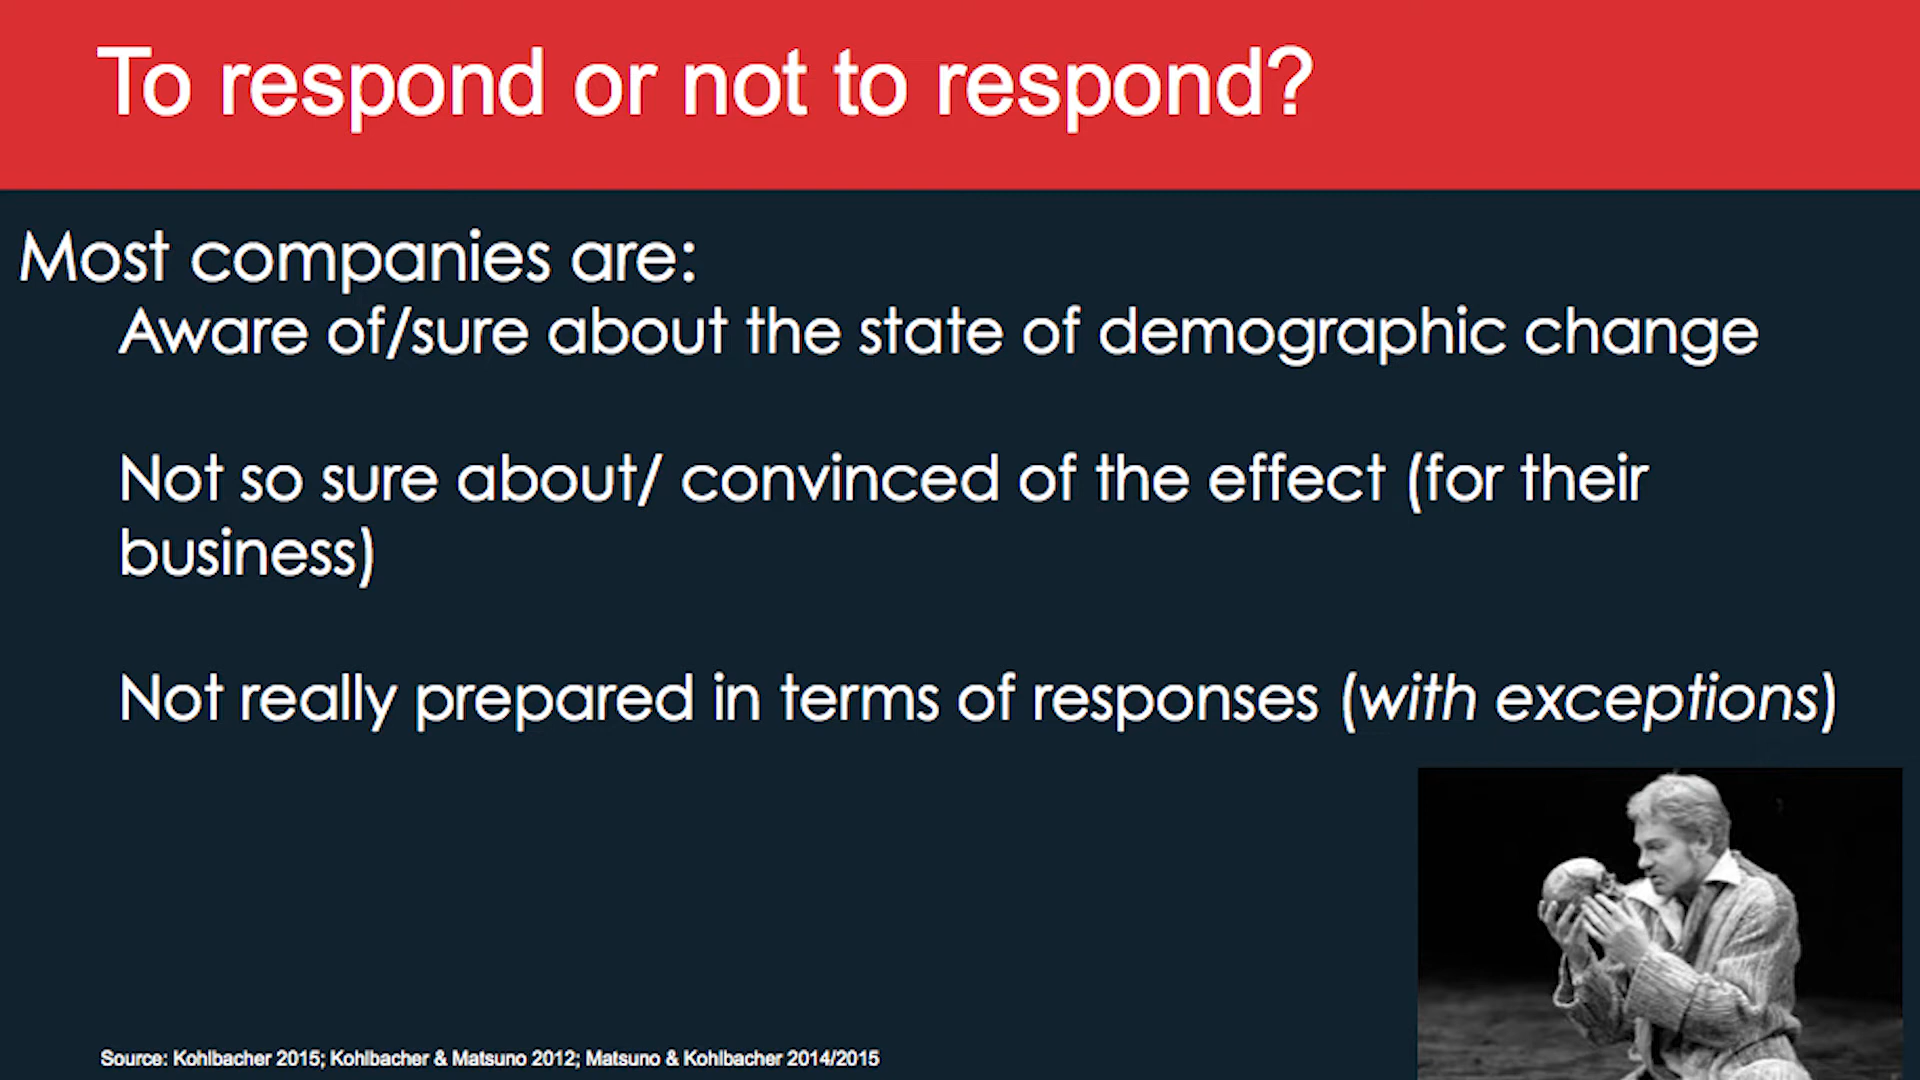 To respond or not to respond?
Most companies are:
Aware of/sure about the state of demographic change
Not so sure about/ convinced of the effect (for their
business)
Not really prepared in terms of responses (with exceptions)
Source: Kohlbacher 2015; Kohlbacher & Matsuno 2012; Matsuno & Kohlbacher 2014/2015